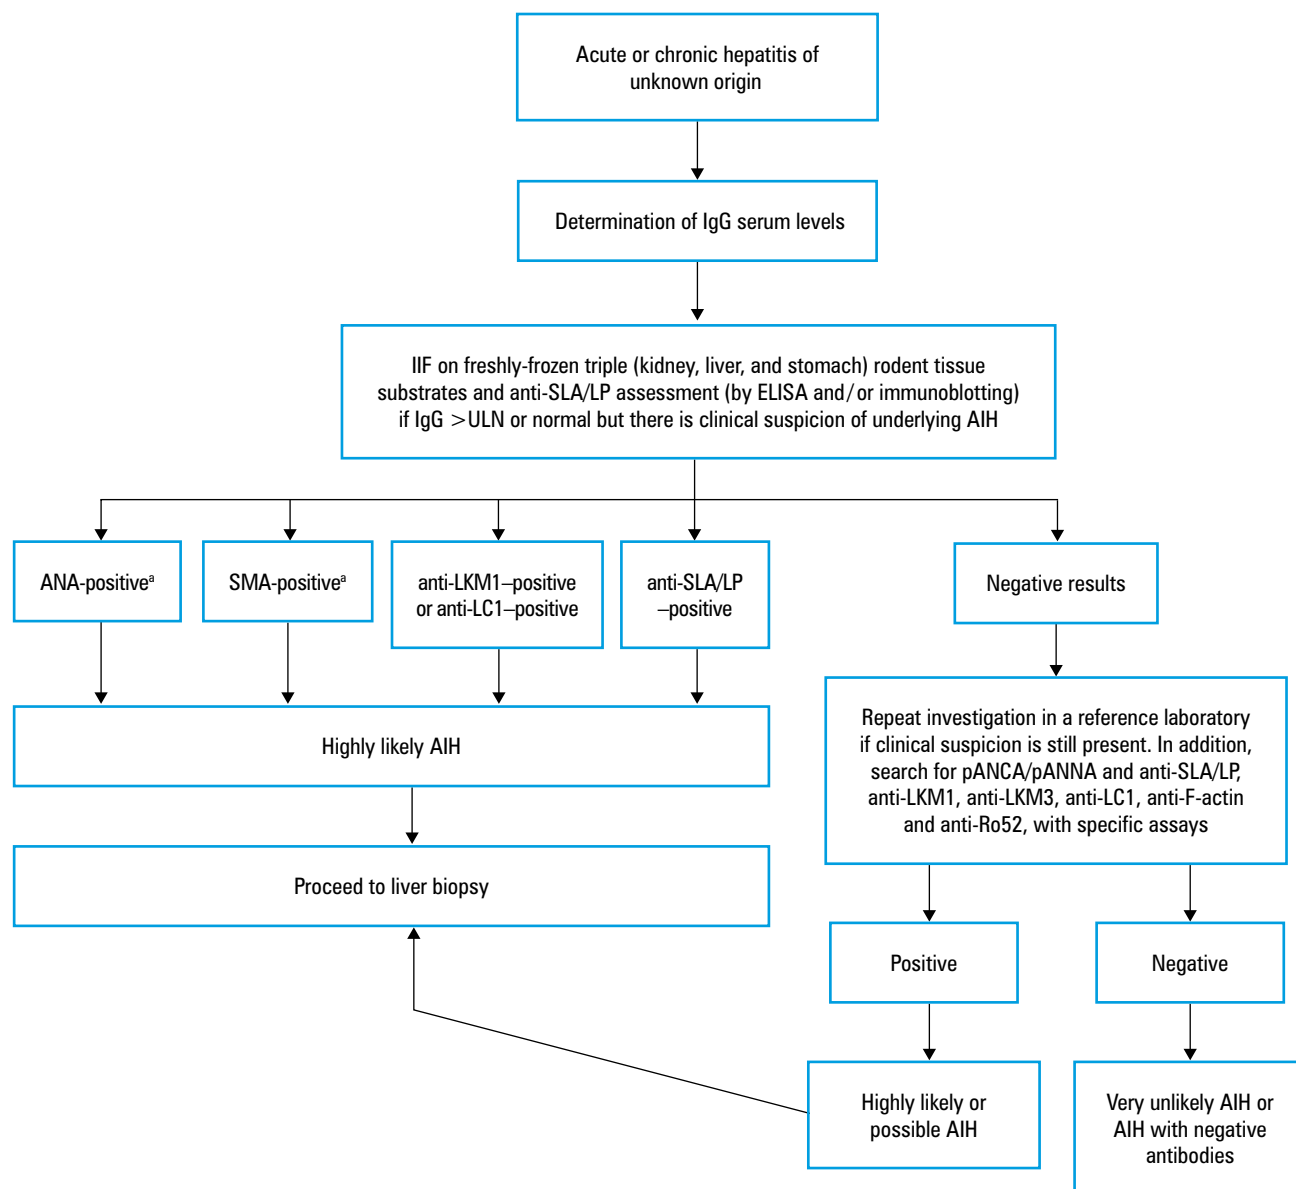 Acute or chronic hepatitis of
unknown origin
Determination of IgG serum levels
IIF on freshly-frozen triple (kidney, liver, and stomach) rodent tissue
substrates and anti-SLA/LP assessment (by ELISA and/or immunoblotting)
if IgG >ULN or normal but there is clinical suspicion of underlying AIH
ANA-positiveᵃ
SMA-positiveᵃ
anti-LKM1–positive
or anti-LC1–positive
anti-SLA/LP
–positive
Negative results
Highly likely AIH
Repeat investigation in a reference laboratory
if clinical suspicion is still present. In addition,
search for pANCA/pANNA and anti-SLA/LP,
anti-LKM1, anti-LKM3, anti-LC1, anti-F-actin
and anti-Ro52, with specific assays
Proceed to liver biopsy
Positive
Negative
Highly likely or
possible AIH
Very unlikely AIH or
AIH with negative
antibodies